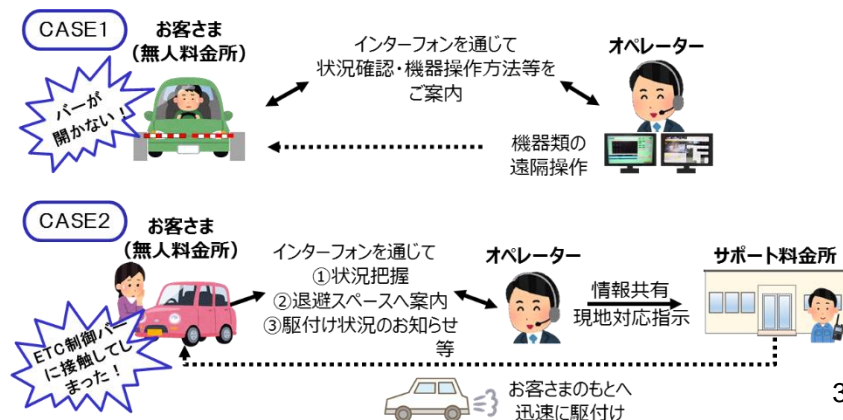 CASE1
お客さま
(無人料金所)
バーが
開かない!
インターフォンを通じて
状況確認・機器操作方法等を
ご案内
オペレーター
機器類の
遠隔操作
CASE2
お客さま
(無人料金所)
ETC制御バー
に接触してし
まった!
インターフォンを通じて
①状況把握
②退避スペースへ案内
③駆付け状況のお知らせ
等
オペレーター
情報共有
現地対応指示
サポート料金所
お客さまのもとへ
迅速に駆付け
3